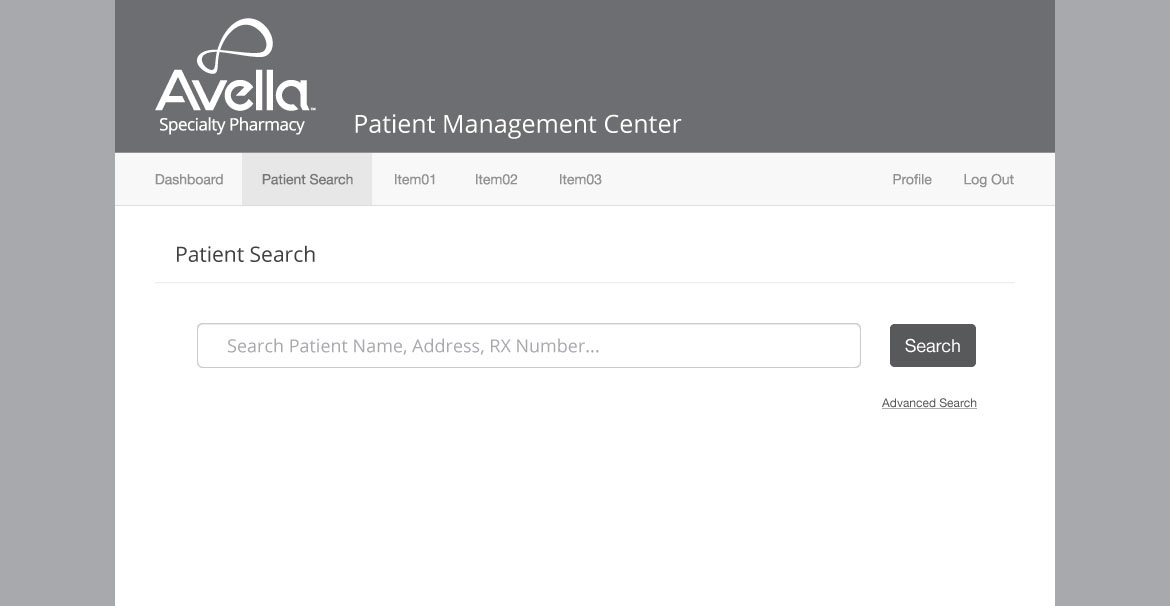 Avella™
Specialty Pharmacy
Patient Management Center
Dashboard Patient Search Item01 Item02 Item03 Profile Log Out
Patient Search
Search Patient Name, Address, RX Number... Search
Advanced Search